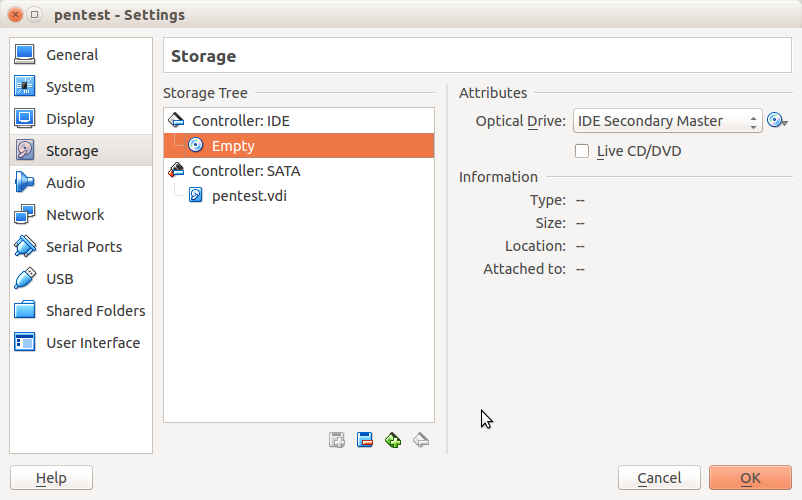 pentest - Settings
General
System
Display
Storage
Audio
Network
Serial Ports
USB
Shared Folders
User Interface
Storage
Storage Tree
Controller: IDE
Empty
Controller: SATA
pentest.vdi
Attributes
Optical Drive: IDE Secondary Master
Live CD/DVD
Information
Type: --
Size: --
Location: --
Attached to: --
Help
Cancel
OK